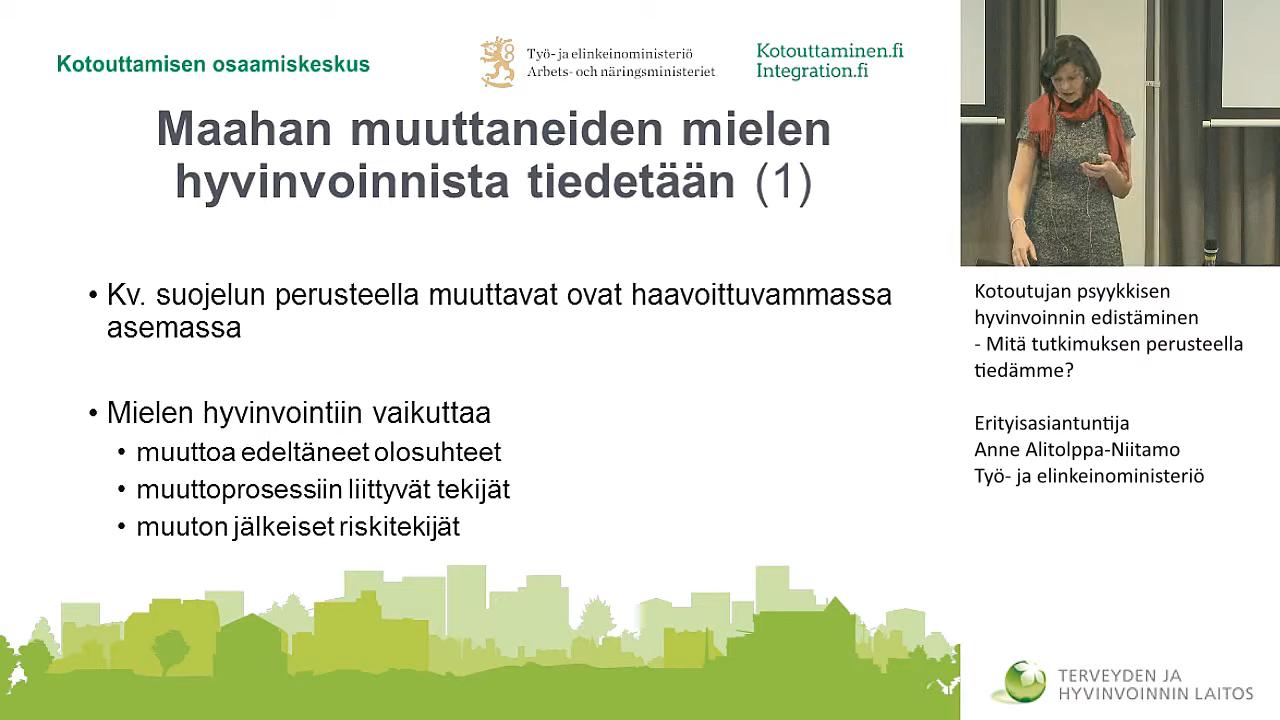 Kotouttamisen osaamiskeskus
Työ- ja elinkeinoministeriö
Arbets- och näringsministeriet
Kotouttaminen.fi
Integration.fi
Maahan muuttaneiden mielen
hyvinvoinnista tiedetään (1)
• Kv. suojelun perusteella muuttavat ovat haavoittuvammassa
asemassa
• Mielen hyvinvointiin vaikuttaa
• muuttoa edeltäneet olosuhteet
• muuttoprosessiin liittyvät tekijät
• muuton jälkeiset riskitekijät
Kotoutujan psyykkisen
hyvinvoinnin edistäminen
- Mitä tutkimuksen perusteella
tiedämme?
Erityisasiantuntija
Anne Alitolppa-Niitamo
Työ- ja elinkeinoministeriö
TERVEYDEN JA
HYVINVOINNIN LAITOS